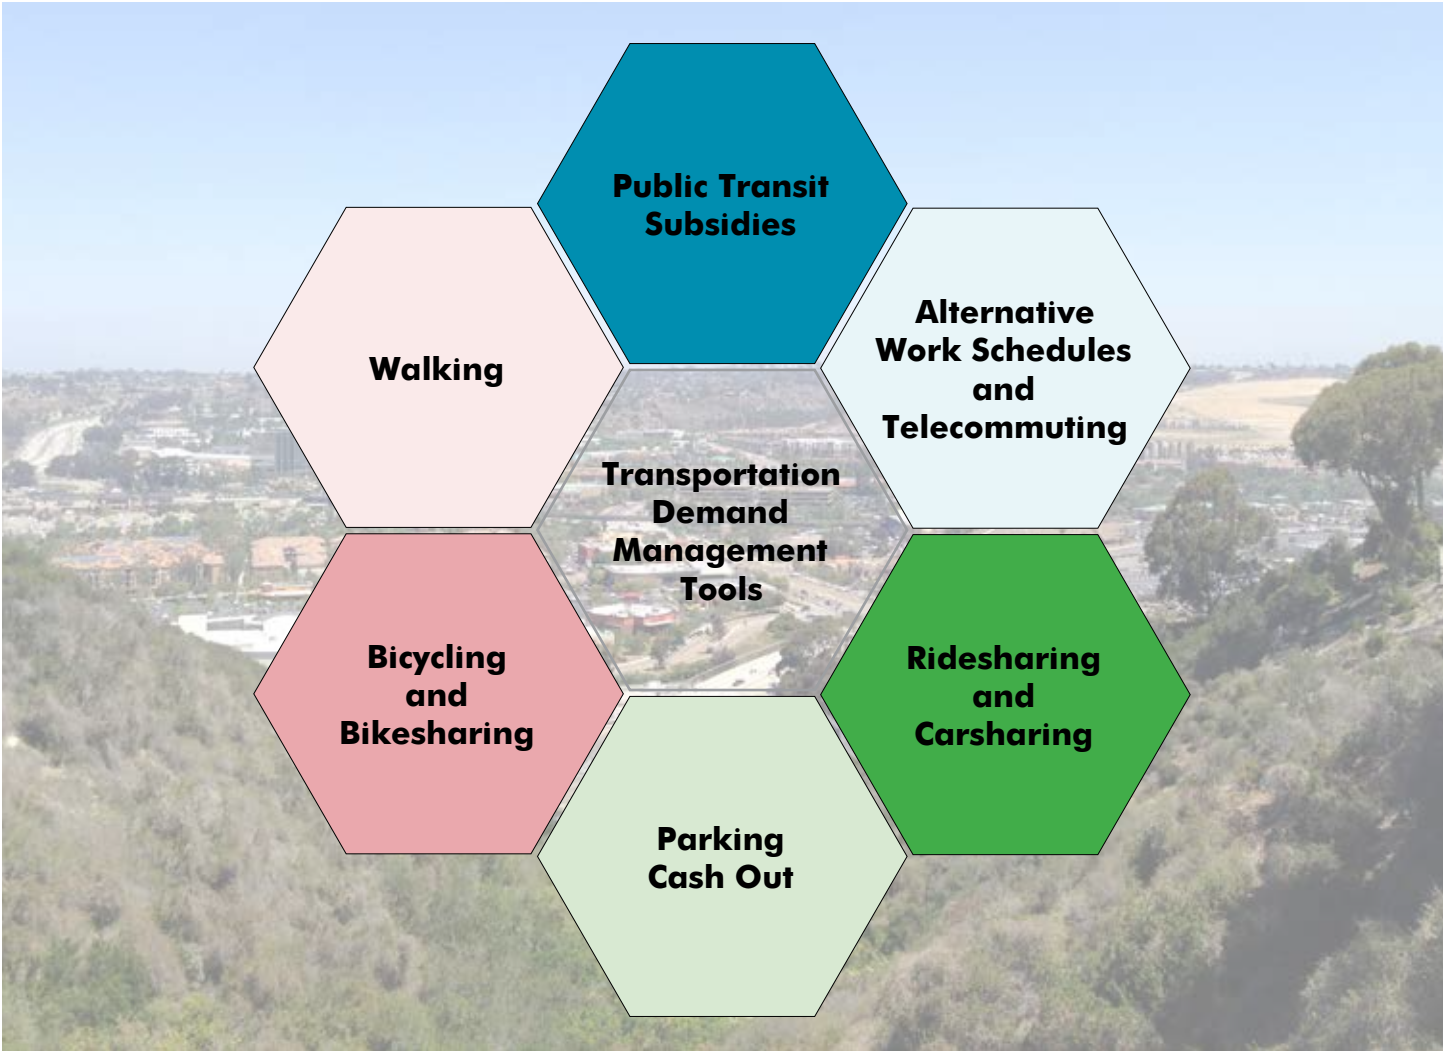 Public Transit
Subsidies
Walking
Alternative
Work Schedules
and
Telecommuting
Transportation
Demand
Management
Tools
Bicycling
and
Bikesharing
Ridesharing
and
Carsharing
Parking
Cash Out